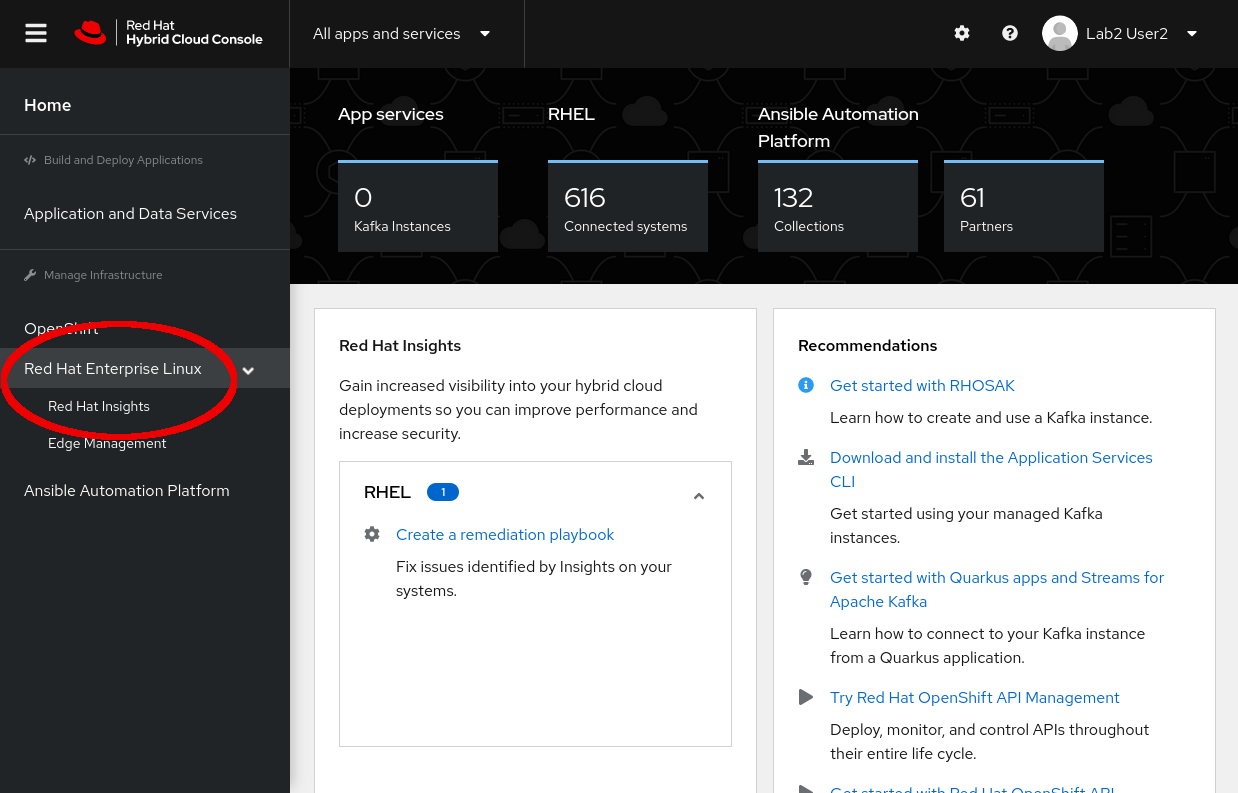 Red Hat
Hybrid Cloud Console
All apps and services
Lab2 User2
Home
Build and Deploy Applications
Application and Data Services
Manage Infrastructure
OpenShift
Red Hat Enterprise Linux
Red Hat Insights
Edge Management
Ansible Automation Platform
App services
0
Kafka Instances
RHEL
616
Connected systems
Ansible Automation
Platform
132
Collections
61
Partners
Red Hat Insights
Gain increased visibility into your hybrid cloud
deployments so you can improve performance and
increase security.
RHEL 1
Create a remediation playbook
Fix issues identified by Insights on your
systems.
Recommendations
Get started with RHOSAK
Learn how to create and use a Kafka instance.
Download and install the Application Services
CLI
Get started using your managed Kafka
instances.
Get started with Quarkus apps and Streams for
Apache Kafka
Learn how to connect to your Kafka instance
from a Quarkus application.
Try Red Hat OpenShift API Management
Deploy, monitor, and control APIs throughout
their entire life cycle.
Get started with Red Hat OpenShift API